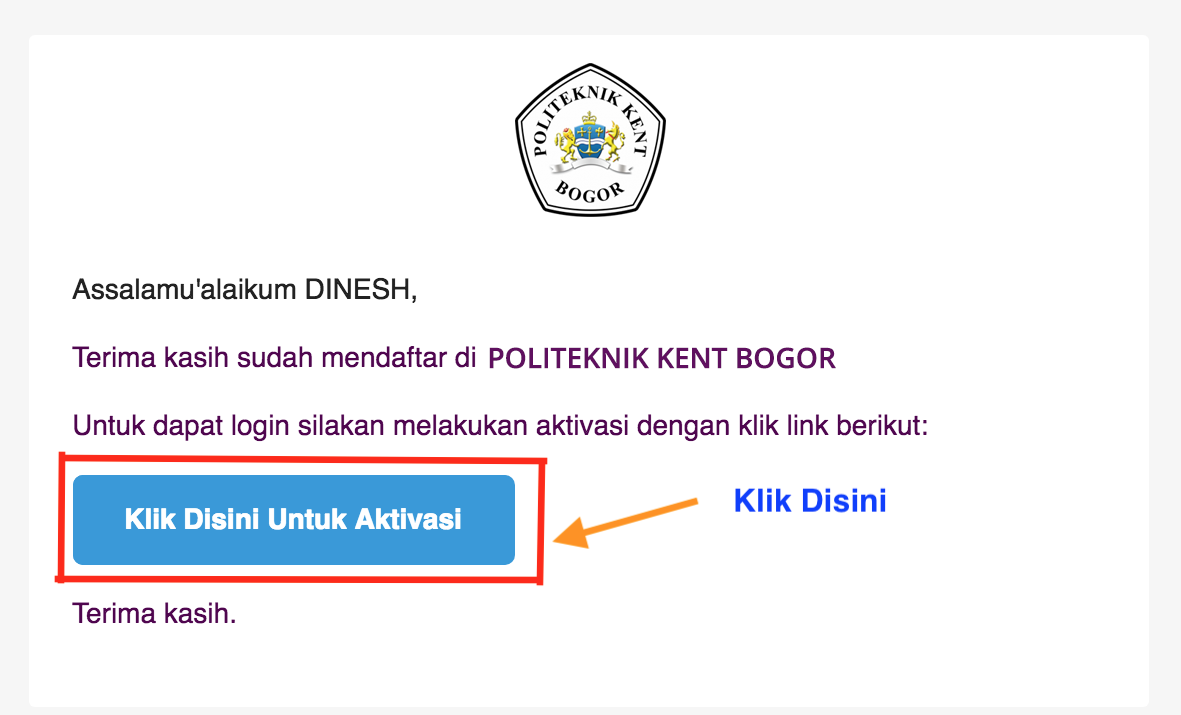 POLITEKNIK KENT
BOGOR
Assalamu'alaikum DINESH,
Terima kasih sudah mendaftar di POLITEKNIK KENT BOGOR
Untuk dapat login silakan melakukan aktivasi dengan klik link berikut:
Klik Disini Untuk Aktivasi
Klik Disini
Terima kasih.